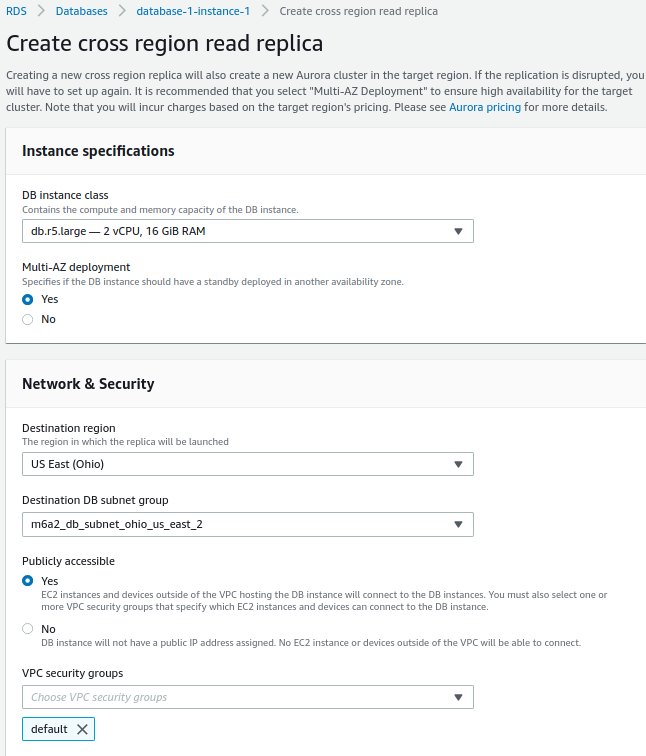 RDS > Databases > database-1-instance-1 > Create cross region read replica
Create cross region read replica
Creating a new cross region replica will also create a new Aurora cluster in the target region. If the replication is disrupted, you
will have to set up again. It is recommended that you select "Multi-AZ Deployment" to ensure high availability for the target
cluster. Note that you will incur charges based on the target region's pricing. Please see Aurora pricing for more details.
Instance specifications
DB instance class
Contains the compute and memory capacity of the DB instance.
db.r5.large — 2 vCPU, 16 GiB RAM
Multi-AZ deployment
Specifies if the DB instance should have a standby deployed in another availability zone.
Yes
No
Network & Security
Destination region
The region in which the replica will be launched
US East (Ohio)
Destination DB subnet group
m6a2_db_subnet_ohio_us_east_2
Publicly accessible
Yes
EC2 instances and devices outside of the VPC hosting the DB instance will connect to the DB instances. You must also select one or
more VPC security groups that specify which EC2 instances and devices can connect to the DB instance.
No
DB instance will not have a public IP address assigned. No EC2 instance or devices outside of the VPC will be able to connect.
VPC security groups
Choose VPC security groups
default